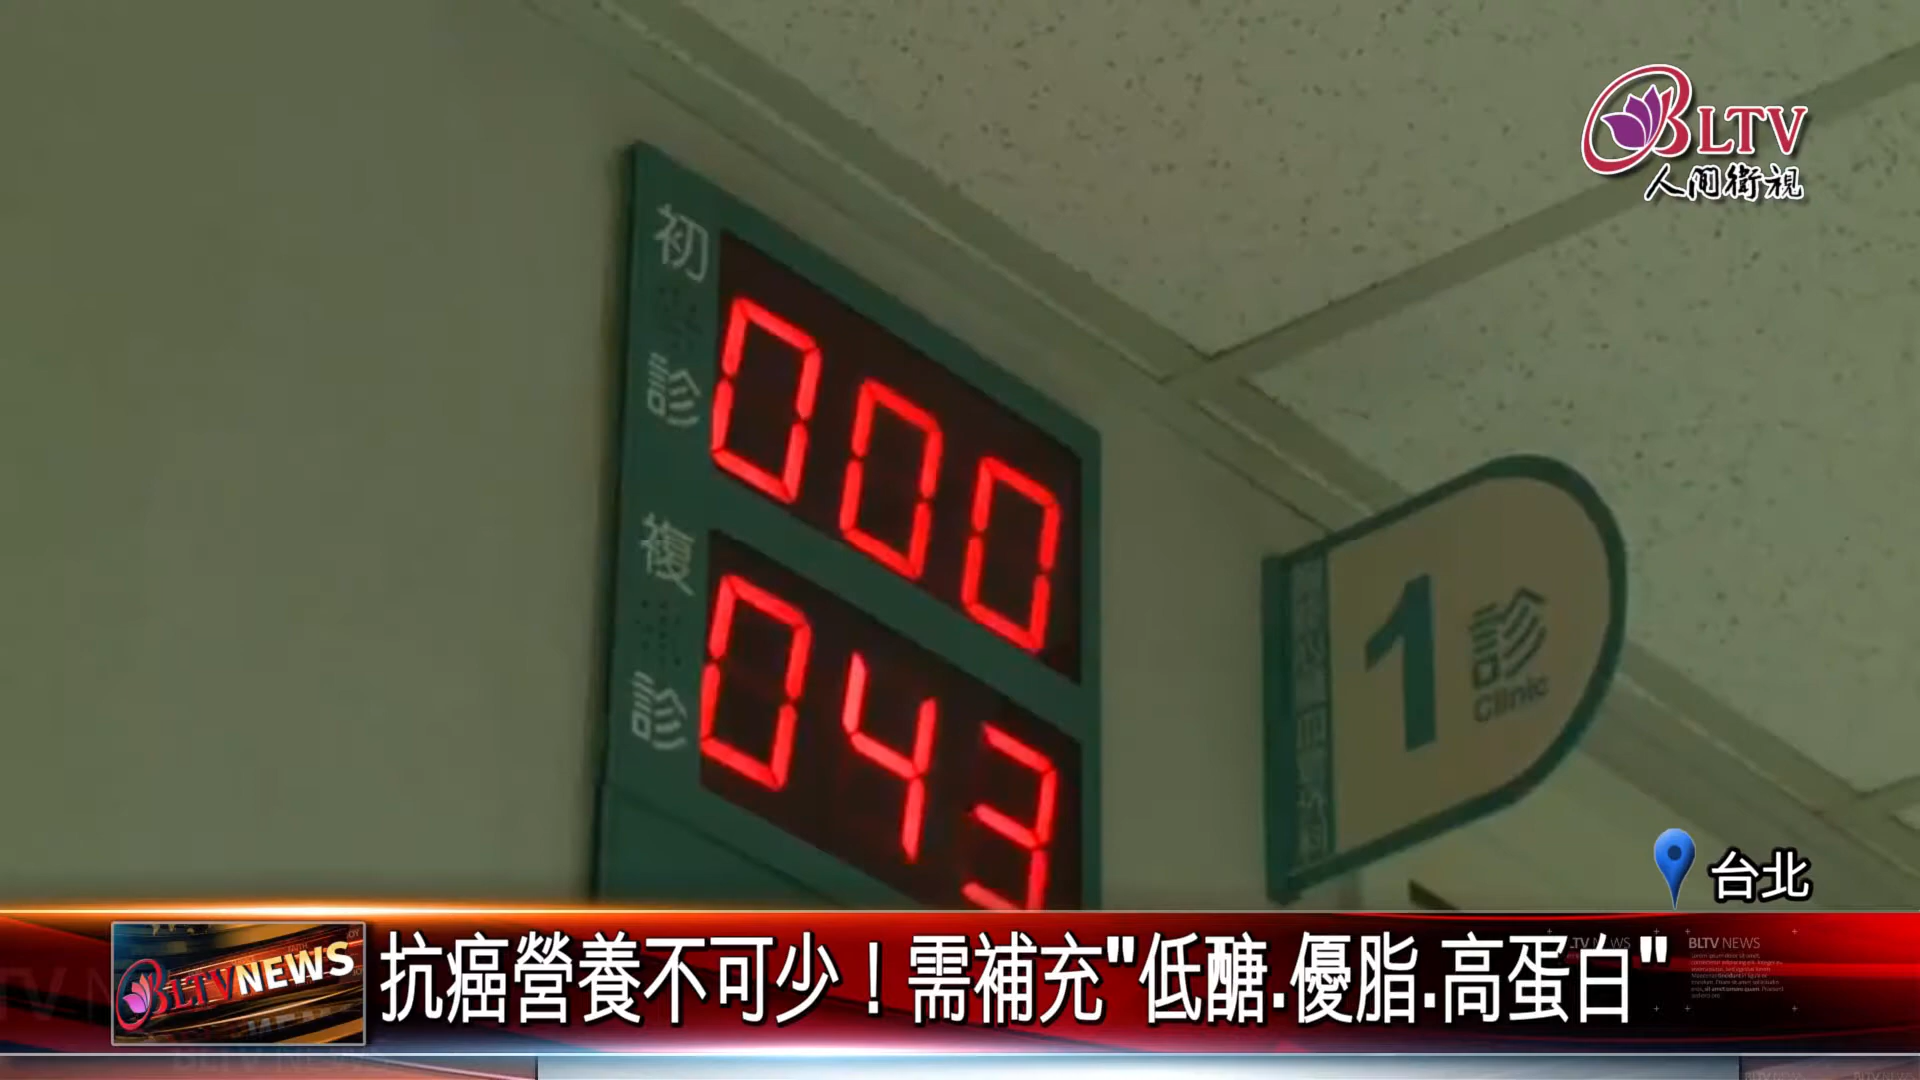 BLTV
人間衛視
初診
000
複診
043
1診
Clinic
台北
BLTV NEWS
抗癌營養不可少！需補充"低醣.優脂.高蛋白"
BLTV NEWS